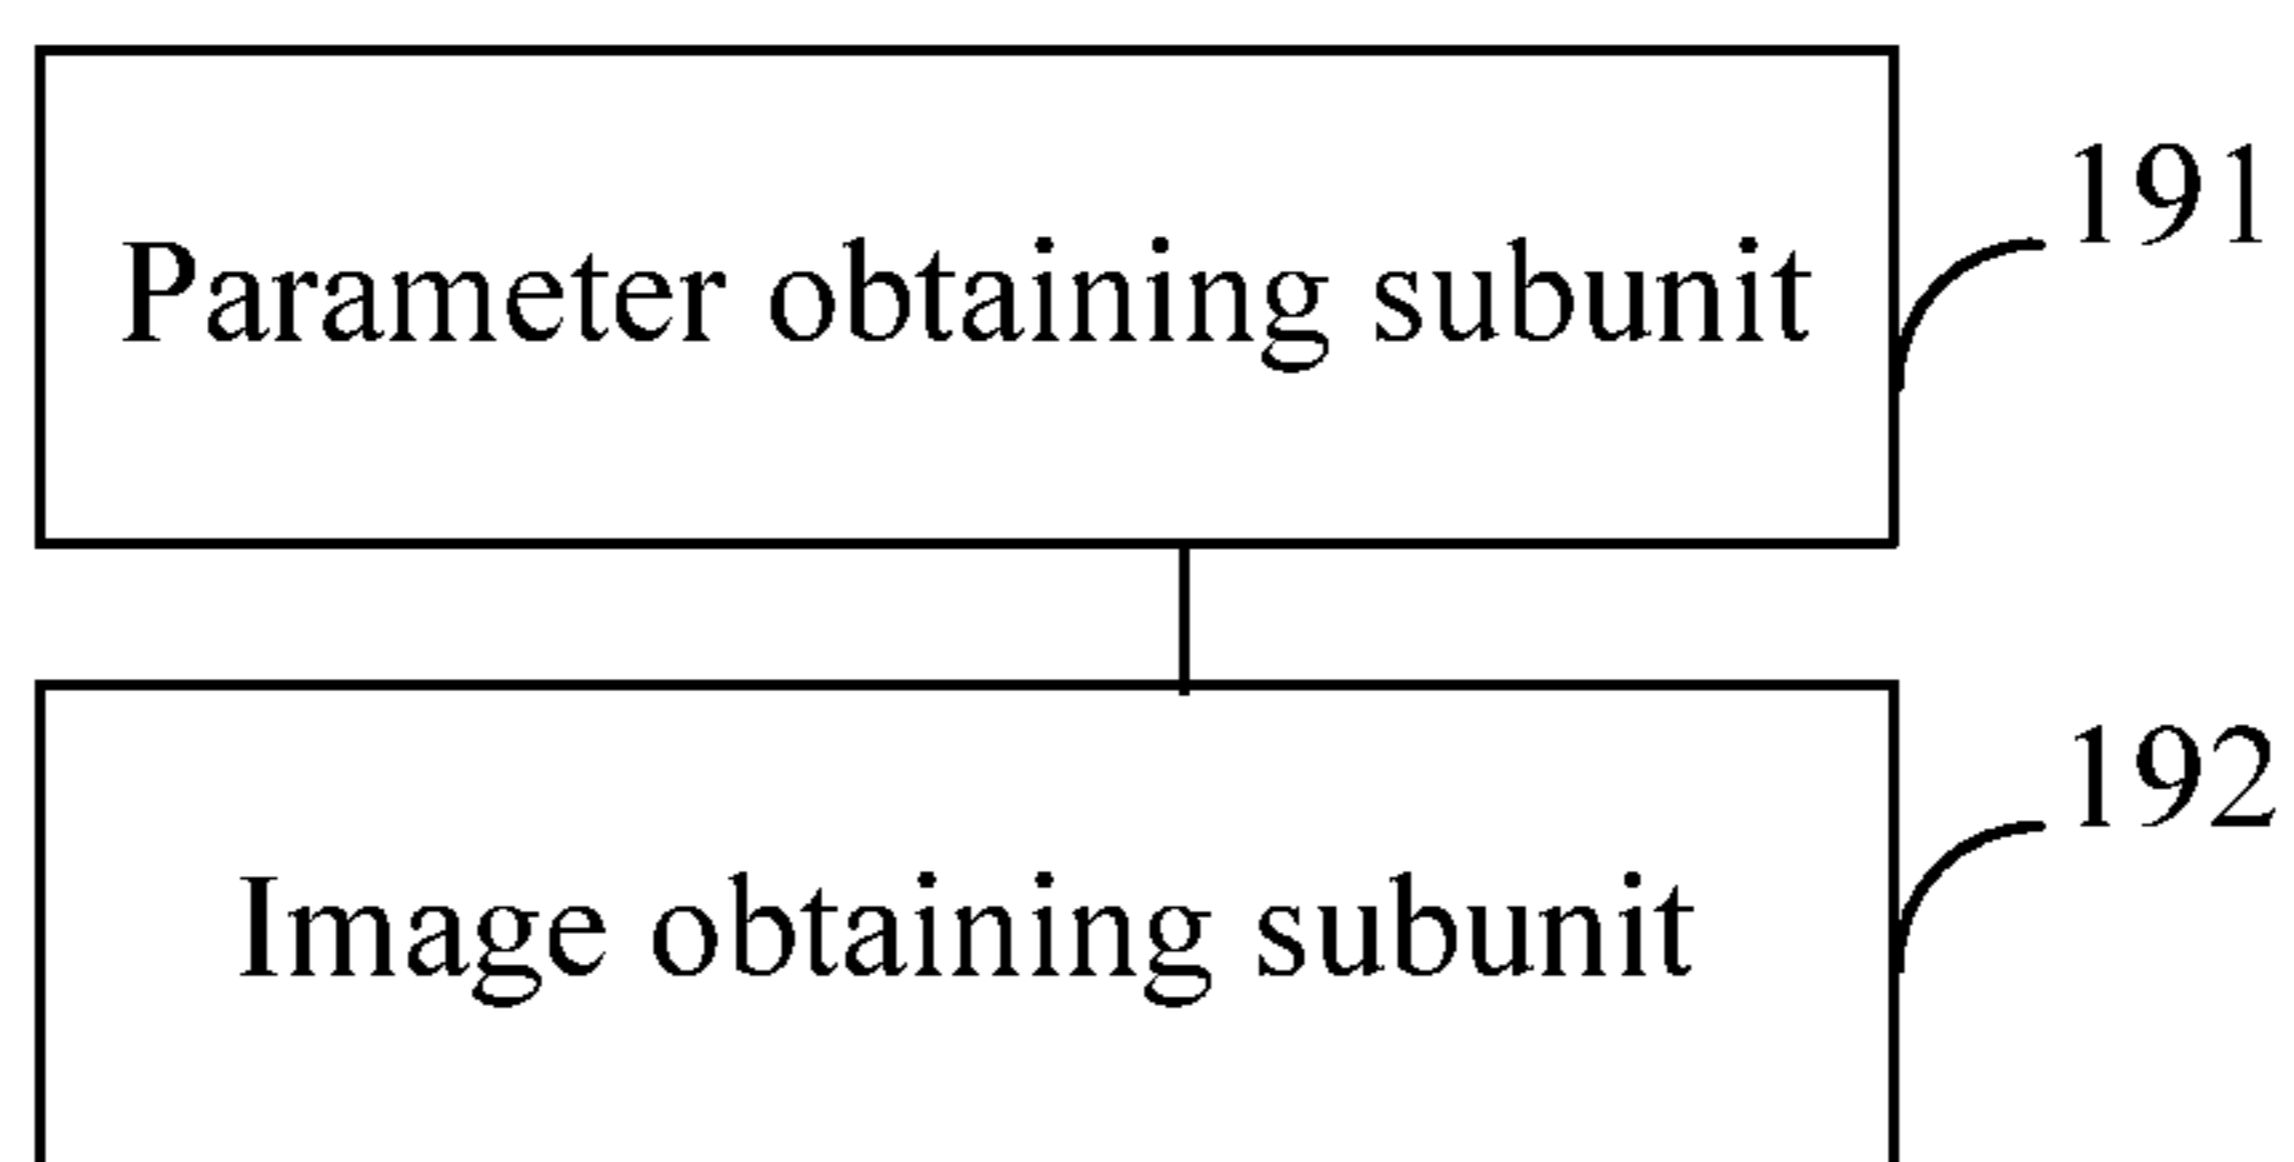 191
Parameter obtaining subunit
192
Image obtaining subunit